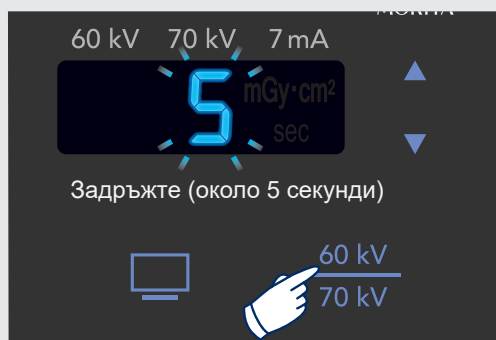 60 kV 70 kV 7 mA
5 mGy·cm²
sec
Задръжте (около 5 секунди)
60 kV
70 kV